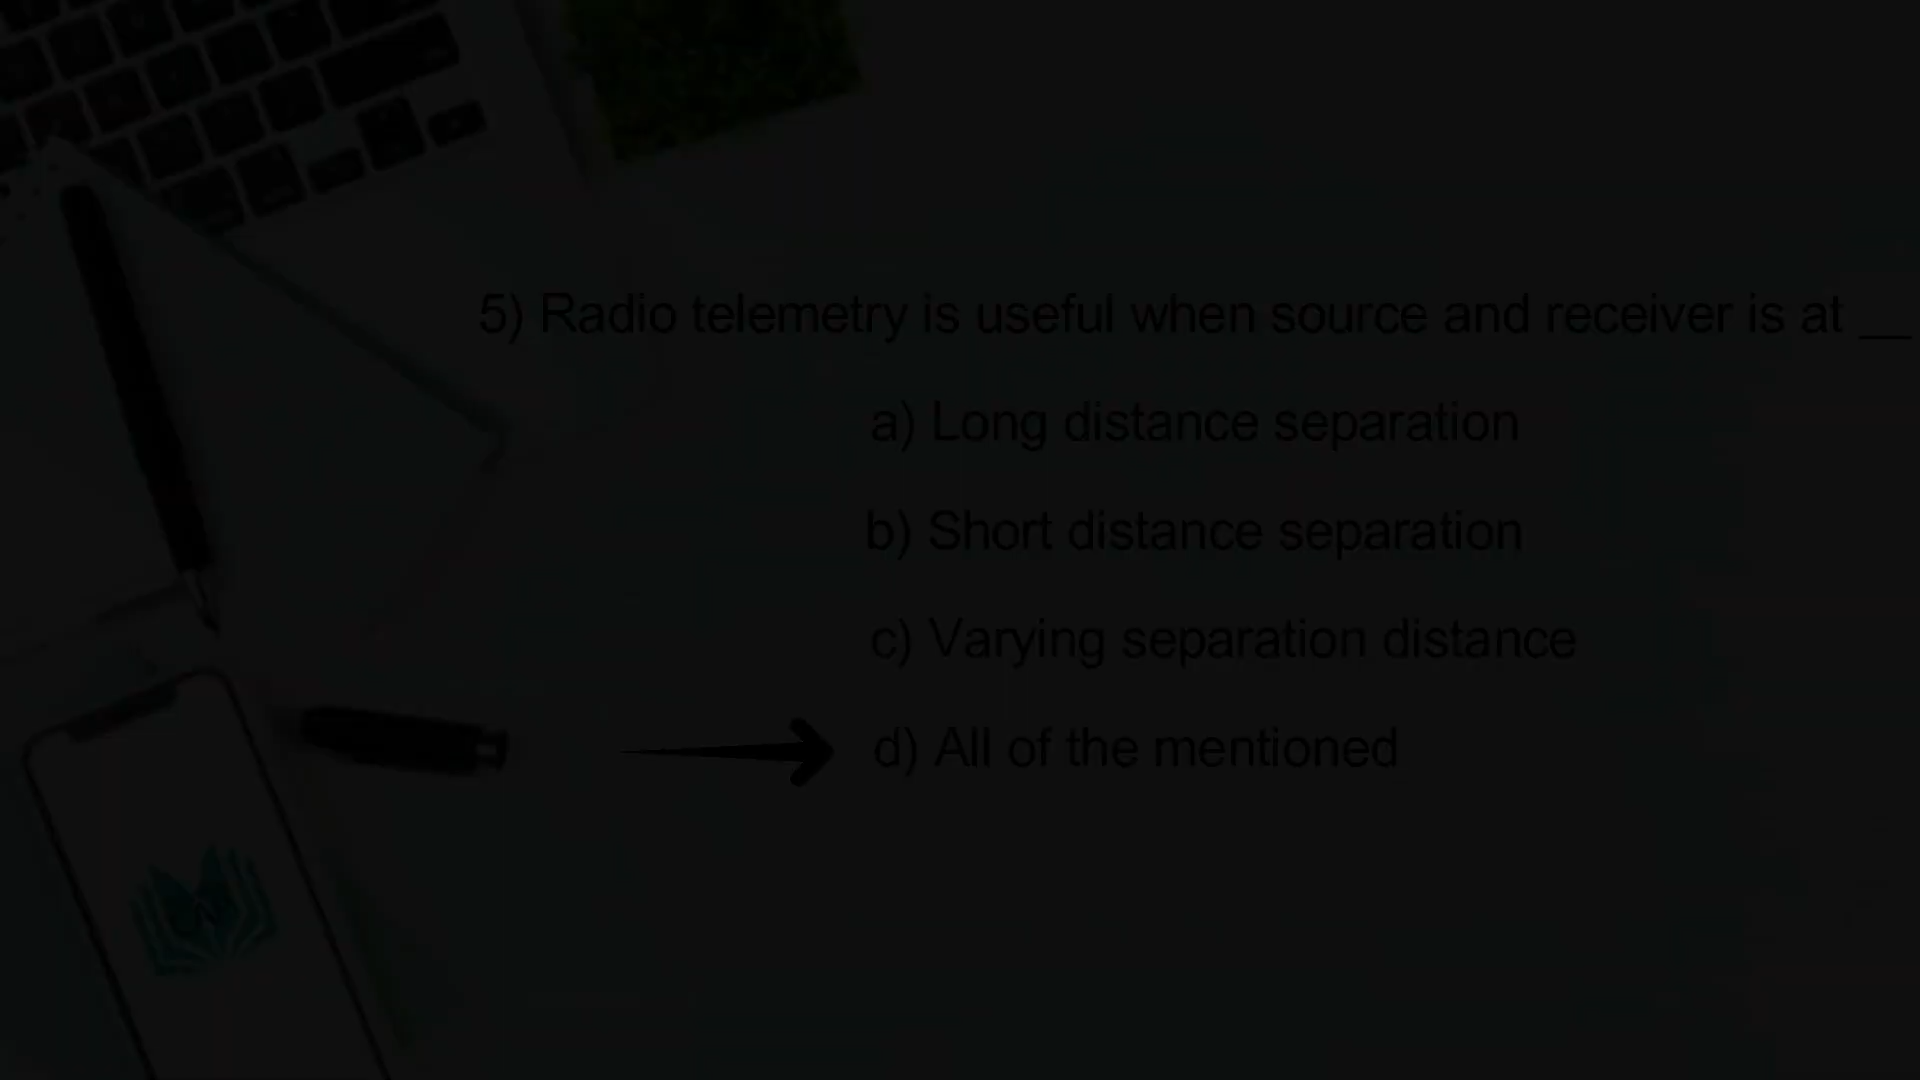 5) Radio telemetry is useful when source and receiver is at __
a) Long distance separation
b) Short distance separation
c) Varying separation distance
d) All of the mentioned